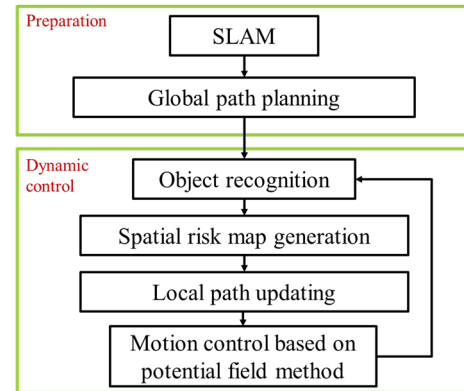 Preparation
SLAM
Global path planning
Dynamic
control
Object recognition
Spatial risk map generation
Local path updating
Motion control based on
potential field method